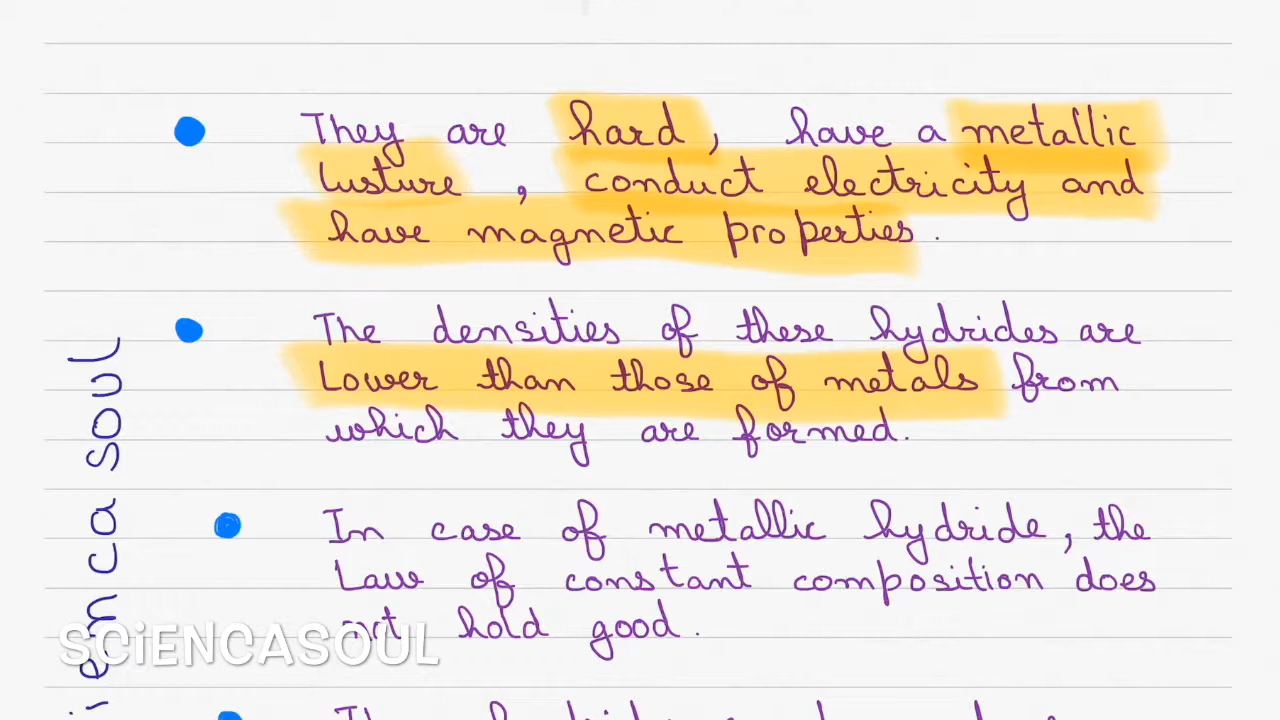 They are hard, have a metallic
lusture, conduct electricity and
have magnetic properties.
The densities of these hydrides are
Lower than those of metals from
which they are formed.
In case of metallic hydride, the
Law of constant composition does
not hold good.
SCiENCASOUL